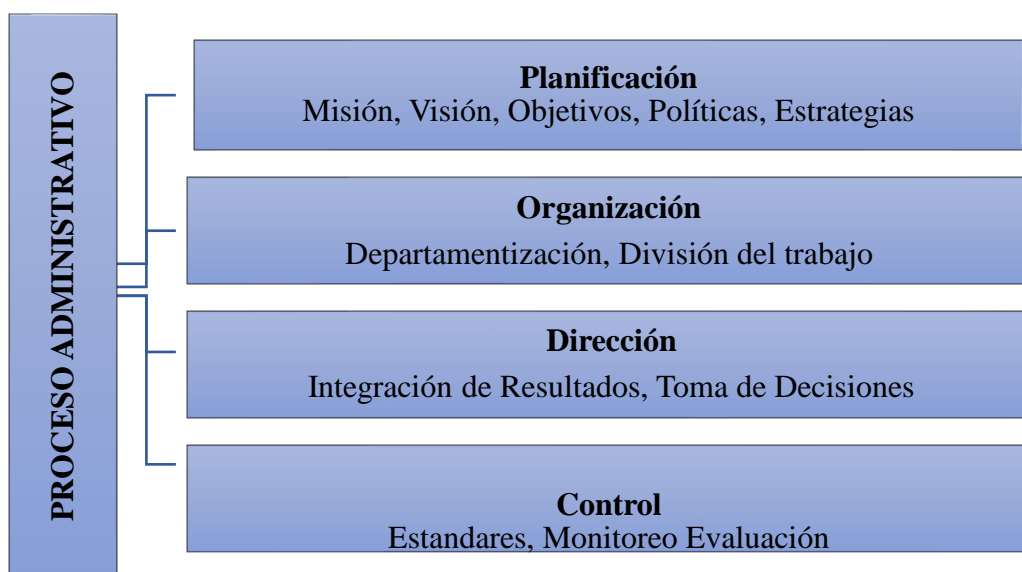 PROCESO ADMINISTRATIVO
Planificación
Misión, Visión, Objetivos, Políticas, Estrategias
Organización
Departamentización, División del trabajo
Dirección
Integración de Resultados, Toma de Decisiones
Control
Estandares, Monitoreo Evaluación